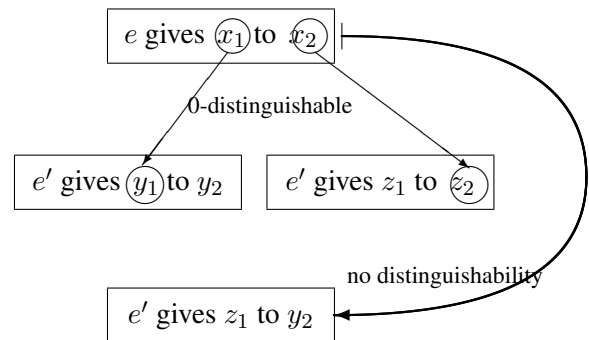 e gives x₁ to x₂
0-distinguishable
e′ gives y₁ to y₂
e′ gives z₁ to z₂
no distinguishability
e′ gives z₁ to y₂